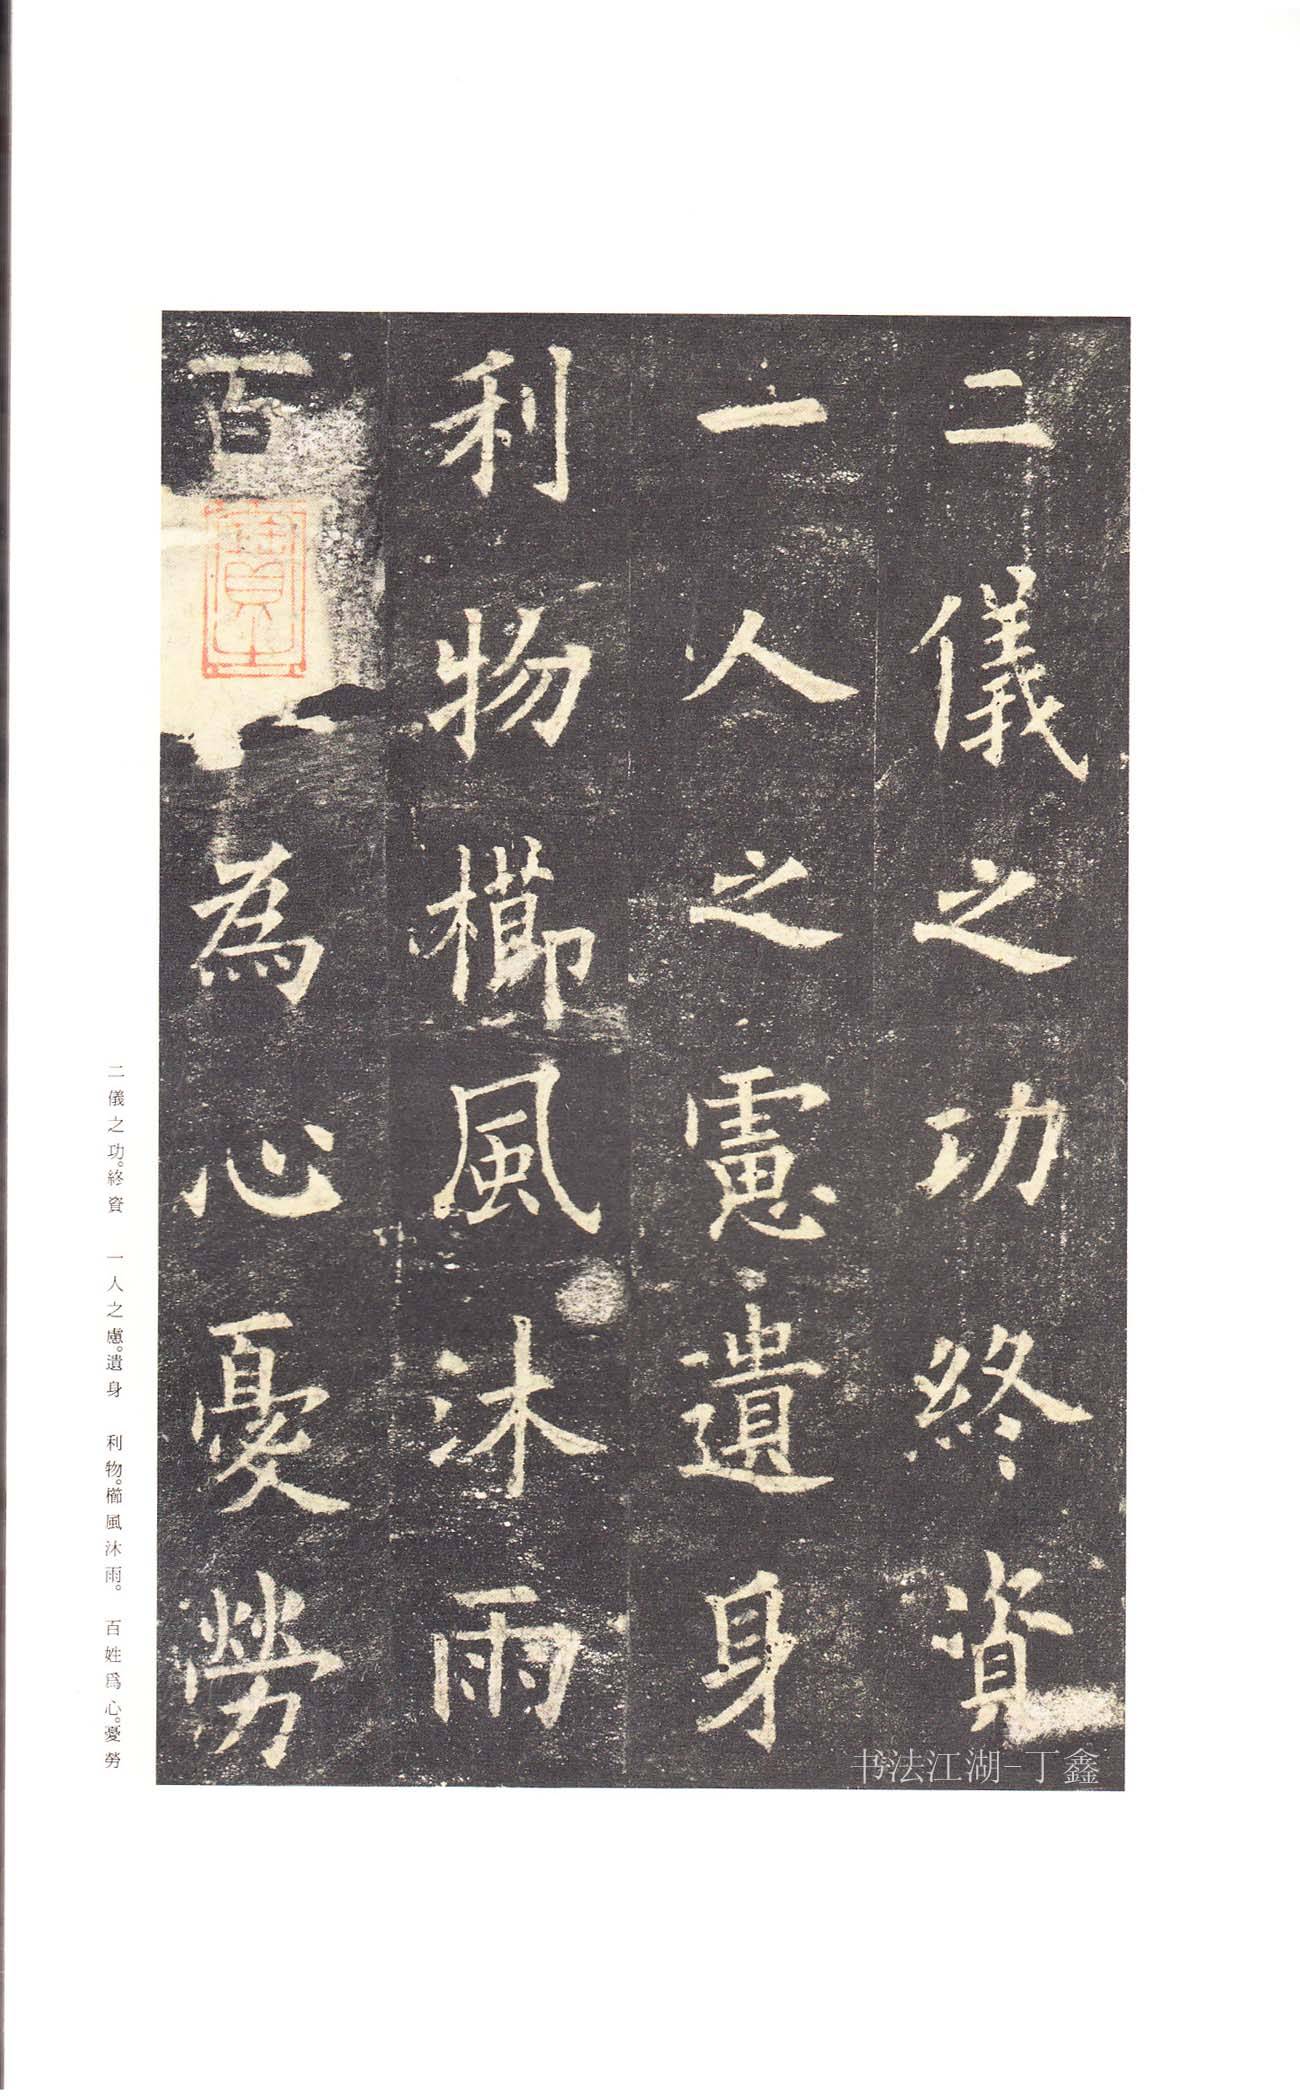 二儀之功終資
一人之慮遺身
利物櫛風沐雨
百為心憂勞
二儀之功。終資　一人之慮。遺身　利物。櫛風沐雨。　百姓爲心。憂勞
书法江湖-丁鑫